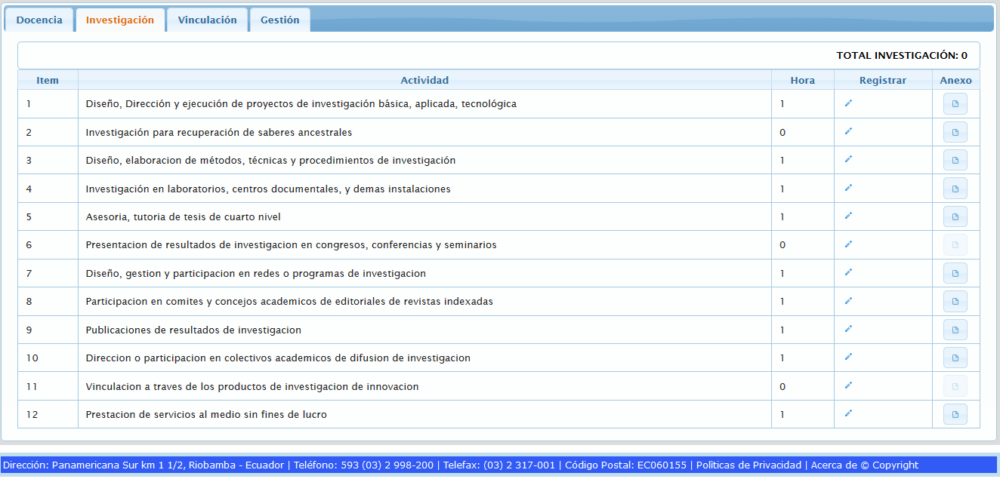 Docencia Investigación Vinculación Gestión
TOTAL INVESTIGACIÓN: 0
Item Actividad Hora Registrar Anexo
1 Diseño, Dirección y ejecución de proyectos de investigación básica, aplicada, tecnológica 1
2 Investigación para recuperación de saberes ancestrales 0
3 Diseño, elaboracion de métodos, técnicas y procedimientos de investigación 1
4 Investigación en laboratorios, centros documentales, y demas instalaciones 1
5 Asesoria, tutoria de tesis de cuarto nivel 1
6 Presentacion de resultados de investigacion en congresos, conferencias y seminarios 0
7 Diseño, gestion y participacion en redes o programas de investigacion 1
8 Participacion en comites y concejos academicos de editoriales de revistas indexadas 1
9 Publicaciones de resultados de investigacion 1
10 Direccion o participacion en colectivos academicos de difusion de investigacion 1
11 Vinculacion a traves de los productos de investigacion de innovacion 0
12 Prestacion de servicios al medio sin fines de lucro 1
Dirección: Panamericana Sur km 1 1/2, Riobamba - Ecuador | Teléfono: 593 (03) 2 998-200 | Telefax: (03) 2 317-001 | Código Postal: EC060155 | Polìticas de Privacidad | Acerca de © Copyright